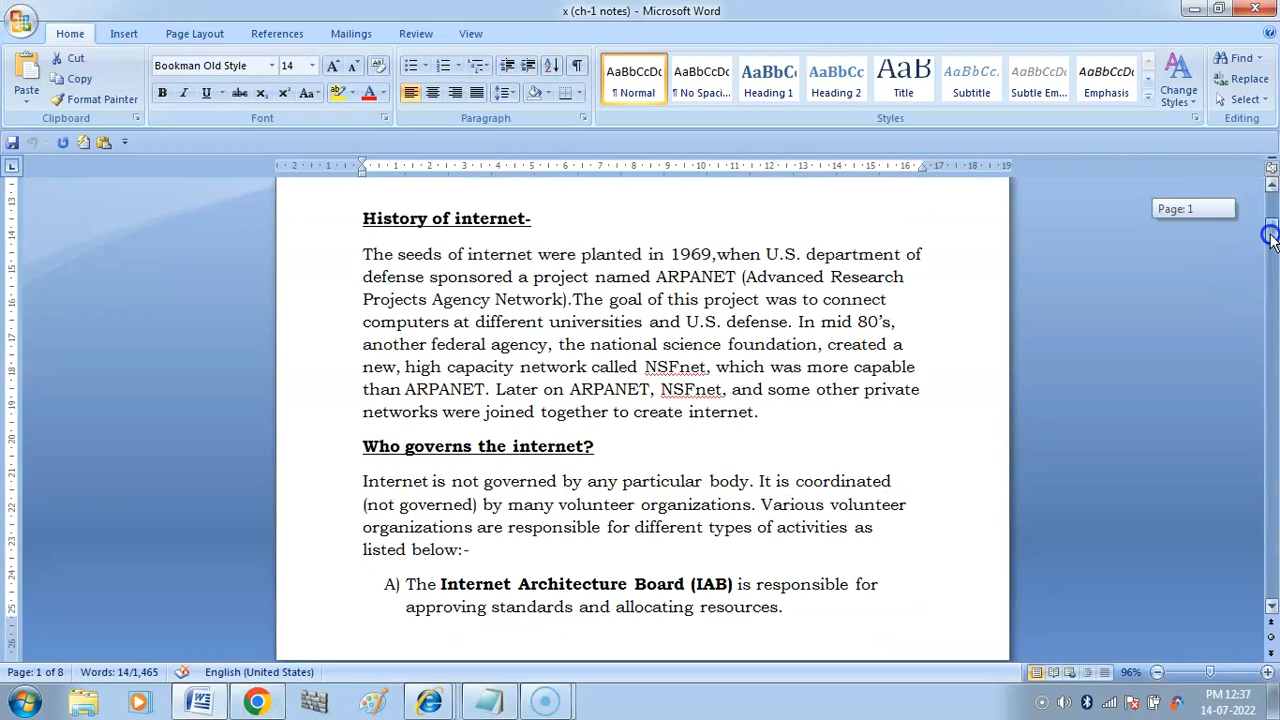 x (ch-1 notes) - Microsoft Word
Home Insert Page Layout References Mailings Review View
Cut
Copy
Format Painter
Paste
Clipboard
Bookman Old Style 14
Font
Paragraph
AaBbCcDc AaBbCcDc AaBbCc AaBbCc AaB AaBbCcDc AaBbCcDc AaBbCcDc
¶ Normal ¶ No Spaci... Heading 1 Heading 2 Title Subtitle Subtle Em... Emphasis
Change Styles
Styles
Find
Replace
Select
Editing
Page: 1
History of internet-
The seeds of internet were planted in 1969,when U.S. department of
defense sponsored a project named ARPANET (Advanced Research
Projects Agency Network).The goal of this project was to connect
computers at different universities and U.S. defense. In mid 80’s,
another federal agency, the national science foundation, created a
new, high capacity network called NSFnet, which was more capable
than ARPANET. Later on ARPANET, NSFnet, and some other private
networks were joined together to create internet.
Who governs the internet?
Internet is not governed by any particular body. It is coordinated
(not governed) by many volunteer organizations. Various volunteer
organizations are responsible for different types of activities as
listed below:-
A) The Internet Architecture Board (IAB) is responsible for
approving standards and allocating resources.
Page: 1 of 8 Words: 14/1,465 English (United States) 96%
PM 12:37
14-07-2022